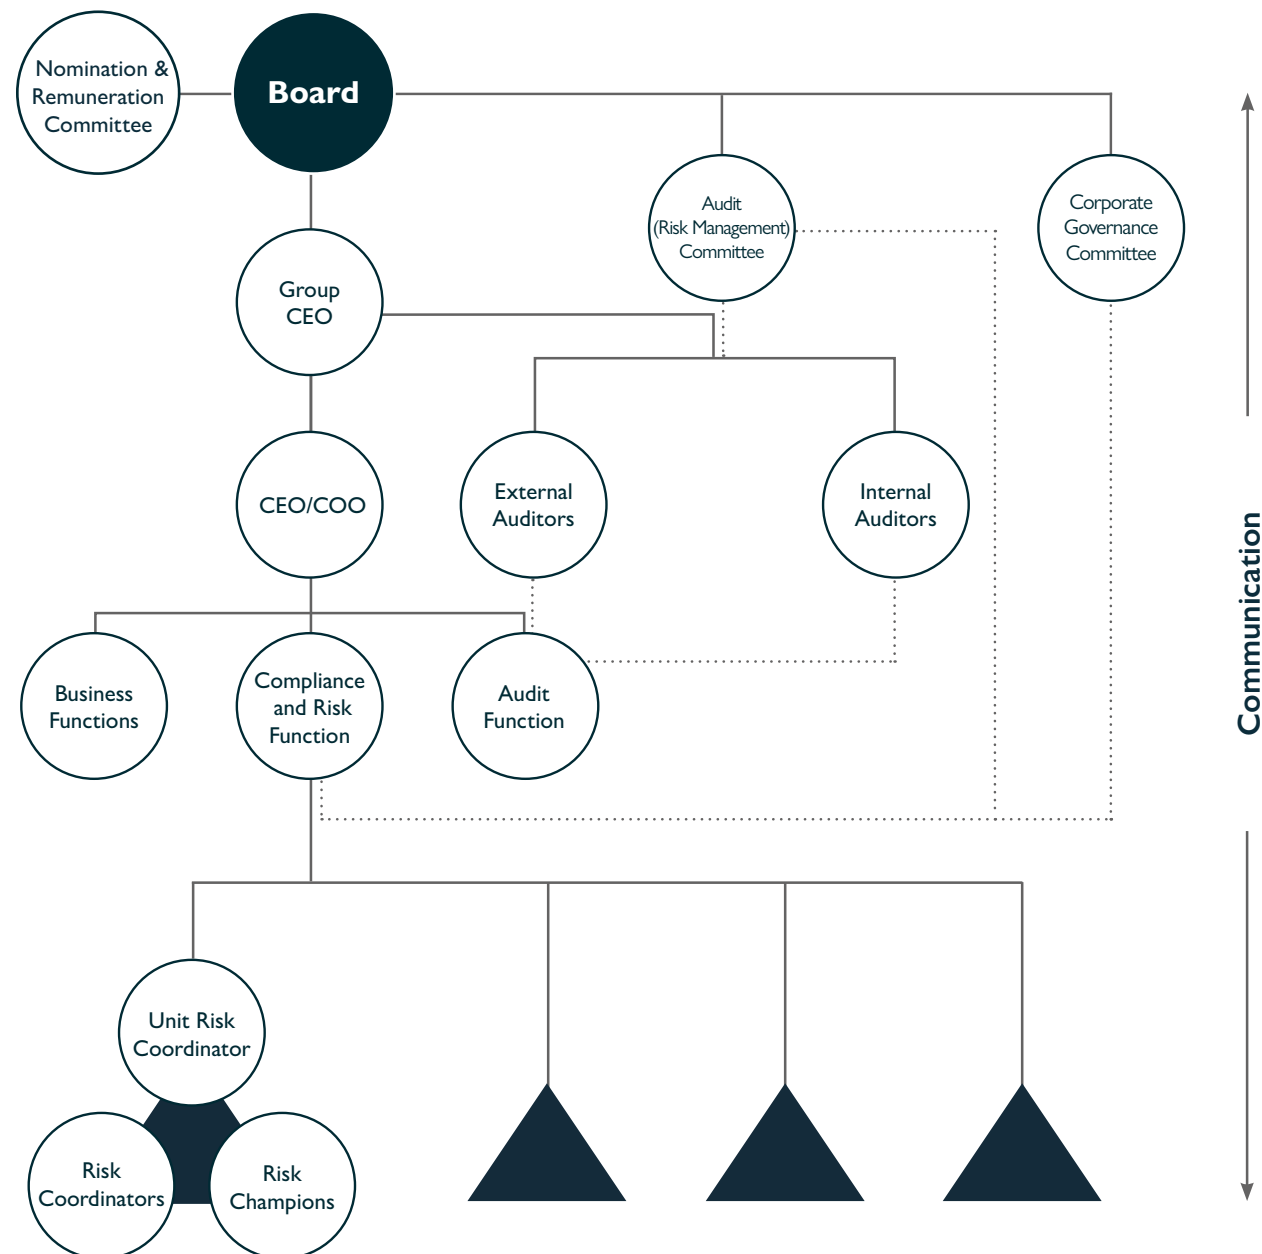 Nomination &
Remuneration
Committee
Board
Audit
(Risk Management)
Committee
Corporate
Governance
Committee
Group
CEO
CEO/COO
External
Auditors
Internal
Auditors
Business
Functions
Compliance
and Risk
Function
Audit
Function
Communication
Unit Risk
Coordinator
Risk
Coordinators
Risk
Champions